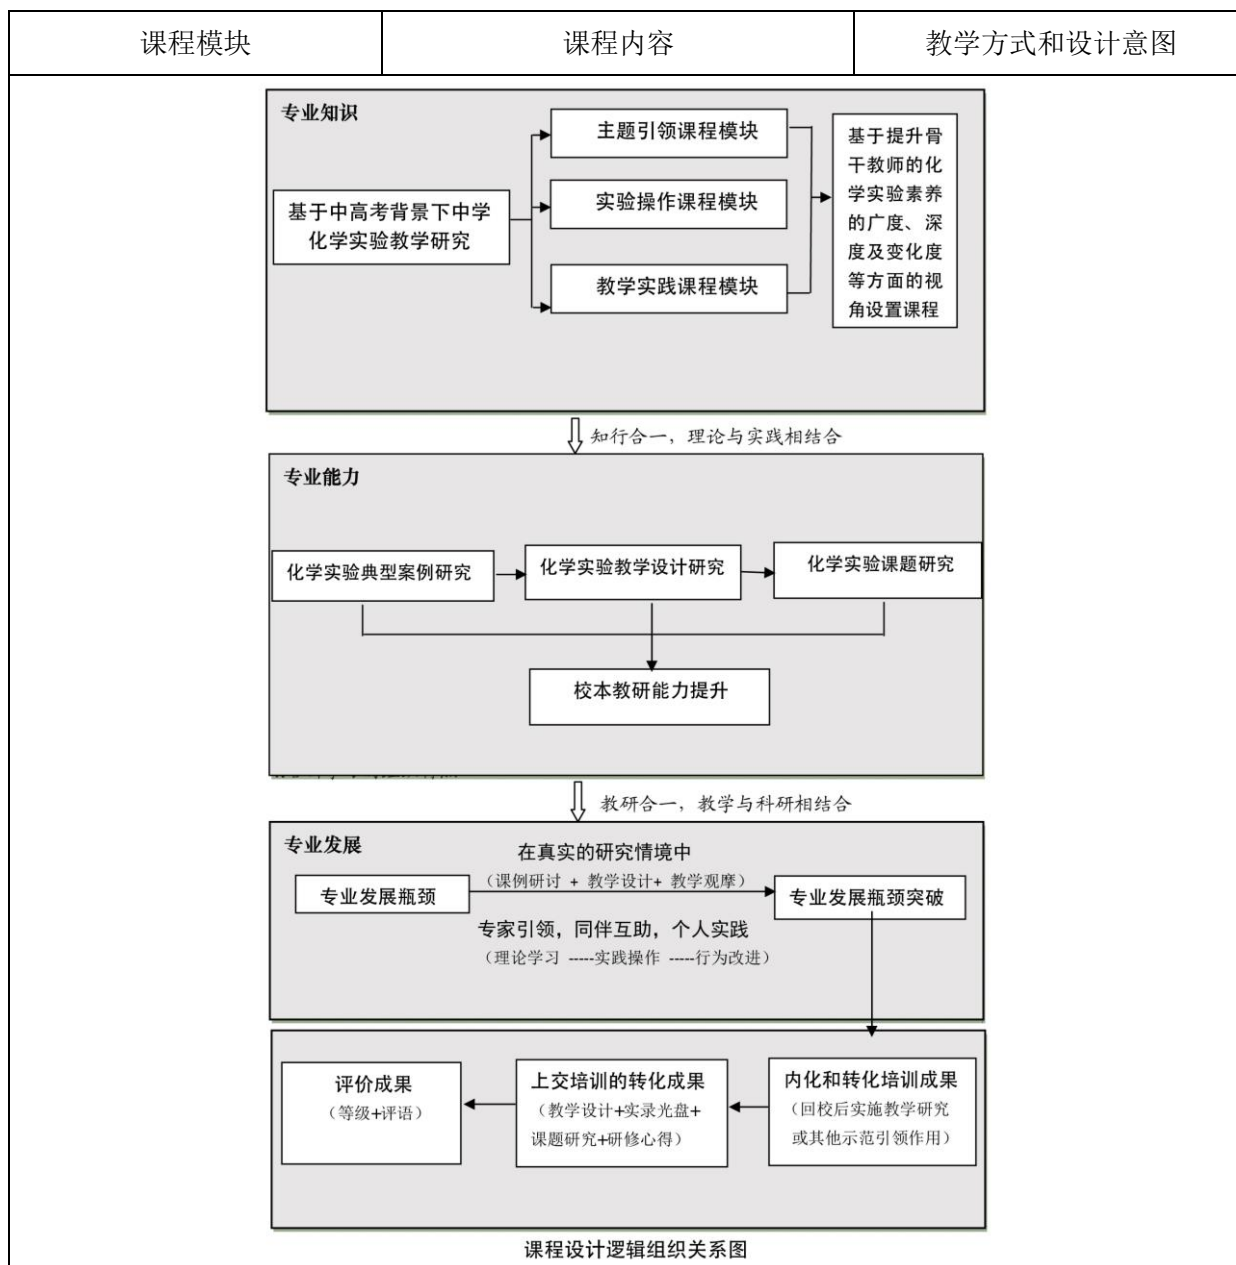 课程模块
课程内容
教学方式和设计意图
专业知识
基于中高考背景下中学
化学实验教学研究
主题引领课程模块
实验操作课程模块
教学实践课程模块
基于提升骨
干教师的化
学实验素养
的广度、深
度及变化度
等方面的视
角设置课程
知行合一，理论与实践相结合
专业能力
化学实验典型案例研究
化学实验教学设计研究
化学实验课题研究
校本教研能力提升
教研合一，教学与科研相结合
专业发展
在真实的研究情境中
（课例研讨 + 教学设计+ 教学观摩）
专业发展瓶颈
专业发展瓶颈突破
专家引领，同伴互助，个人实践
（理论学习 -----实践操作 -----行为改进）
评价成果
（等级+评语）
上交培训的转化成果
（教学设计+实录光盘+
课题研究+研修心得）
内化和转化培训成果
（回校后实施教学研究
或其他示范引领作用）
课程设计逻辑组织关系图